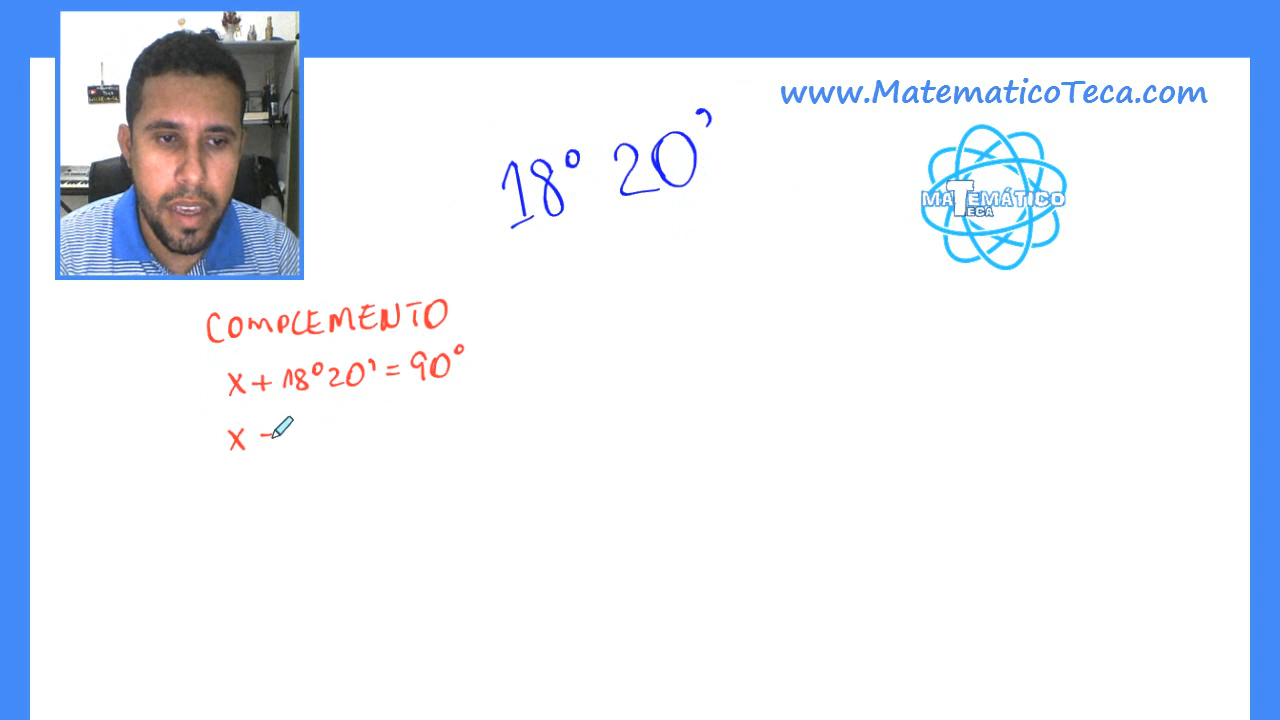 www.MatematicoTeca.com
18° 20'
MATEMÁTICO
TECA
COMPLEMENTO
x + 18° 20' = 90°
x -